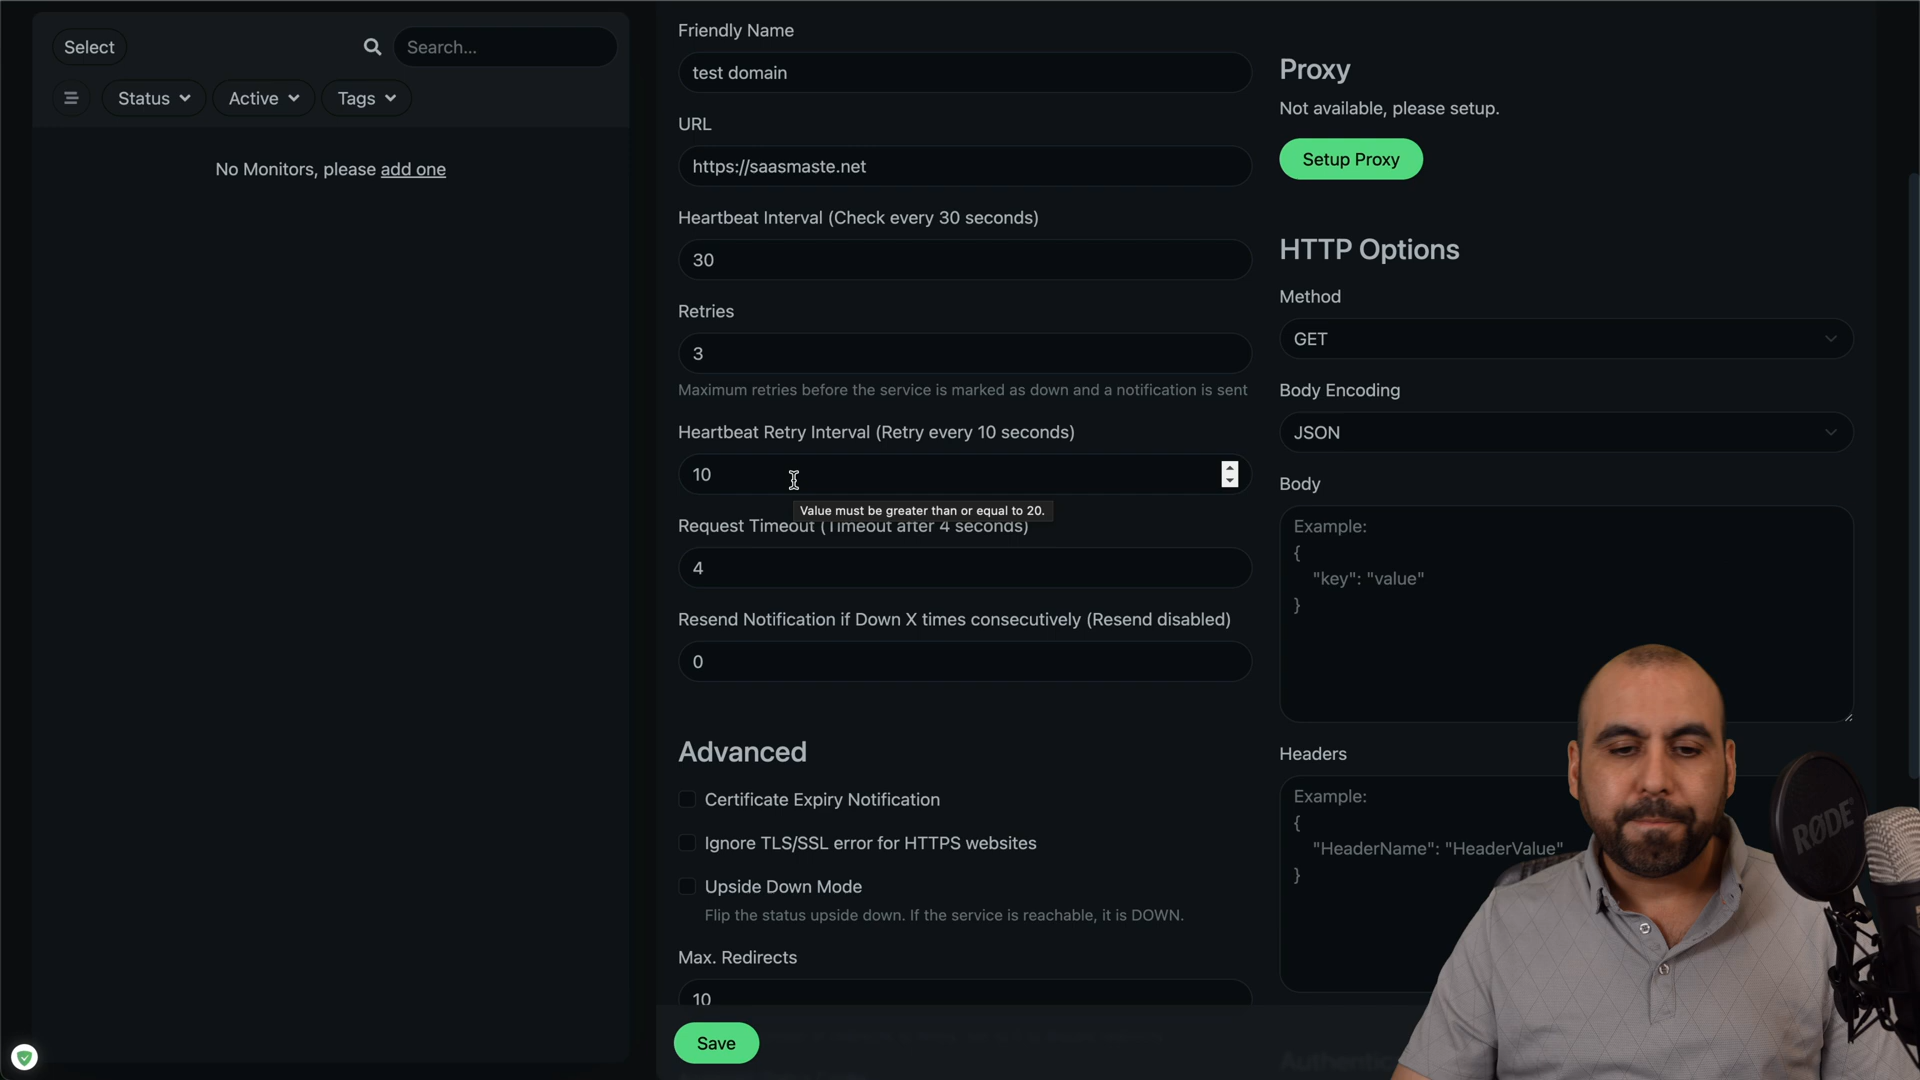 Select
Search...
Status
Active
Tags
No Monitors, please add one
Friendly Name
test domain
URL
https://saasmaste.net
Heartbeat Interval (Check every 30 seconds)
30
Retries
3
Maximum retries before the service is marked as down and a notification is sent
Heartbeat Retry Interval (Retry every 10 seconds)
10
Value must be greater than or equal to 20.
Request Timeout (Timeout after 4 seconds)
4
Resend Notification if Down X times consecutively (Resend disabled)
0
Advanced
Certificate Expiry Notification
Ignore TLS/SSL error for HTTPS websites
Upside Down Mode
Flip the status upside down. If the service is reachable, it is DOWN.
Max. Redirects
10
Save
Proxy
Not available, please setup.
Setup Proxy
HTTP Options
Method
GET
Body Encoding
JSON
Body
Example:
{
"key": "value"
}
Headers
Example:
{
"HeaderName": "HeaderValue"
}
RØDE